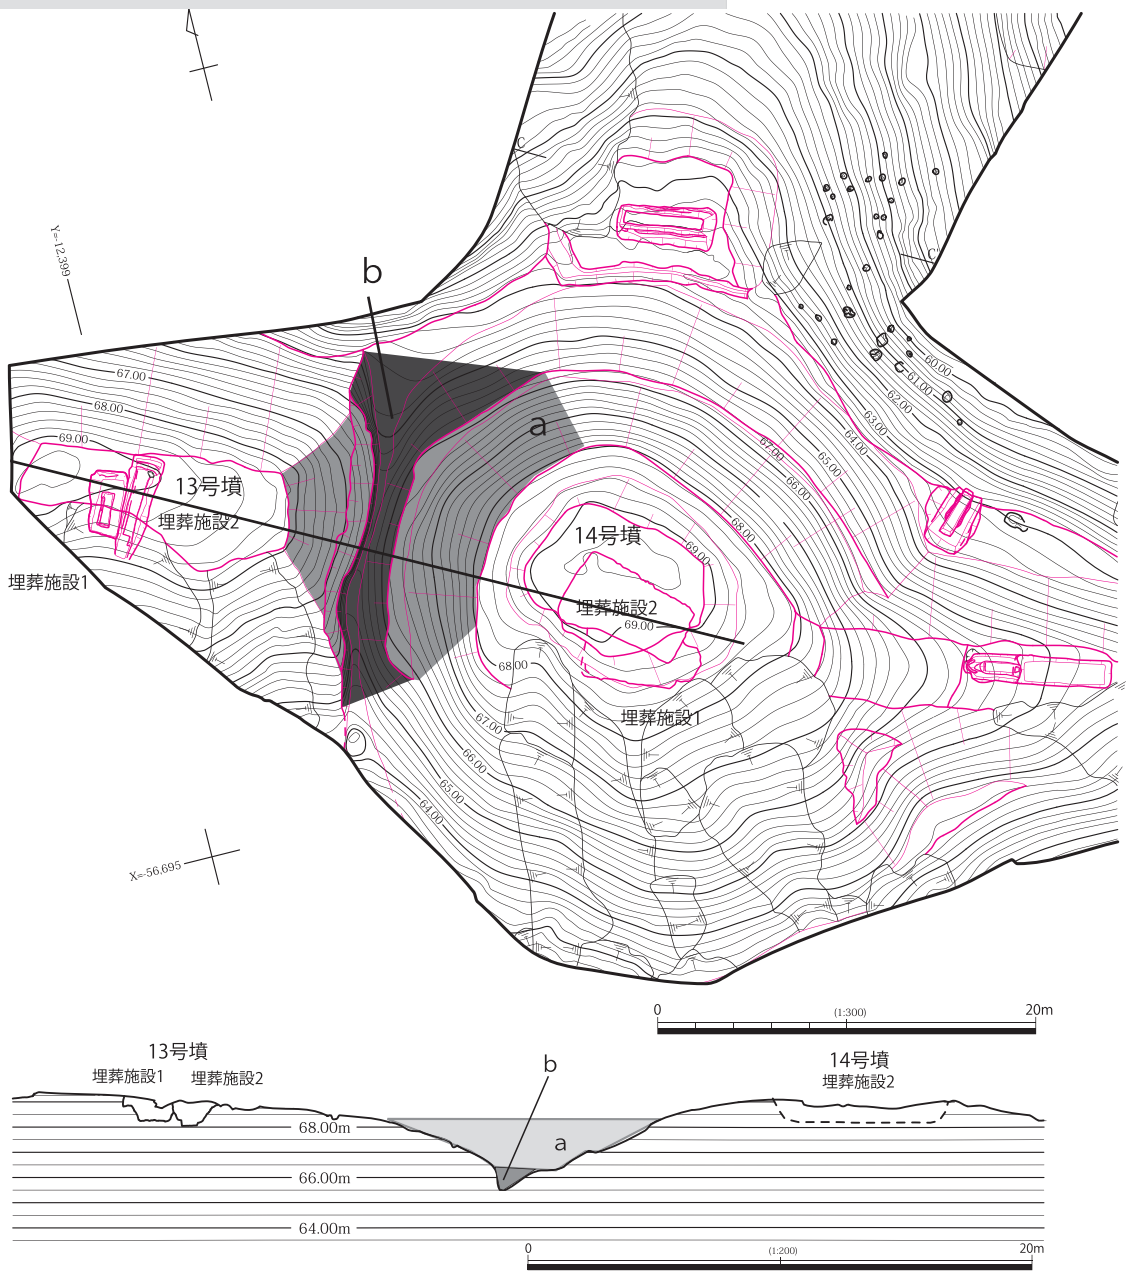 C
Y=-12,399
C'
b
60.00
67.00
61.00
68.00
62.00
a
63.00
69.00
64.00
67.00
65.00
13号墳
66.00
埋葬施設2
68.00
14号墳
69.00
埋葬施設1
埋葬施設2
69.00
68.00
埋葬施設1
67.00
66.00
65.00
64.00
X=-56,695
0 (1:300) 20m
13号墳
埋葬施設1 埋葬施設2
b
14号墳
埋葬施設2
68.00m
a
66.00m
64.00m
0 (1:200) 20m